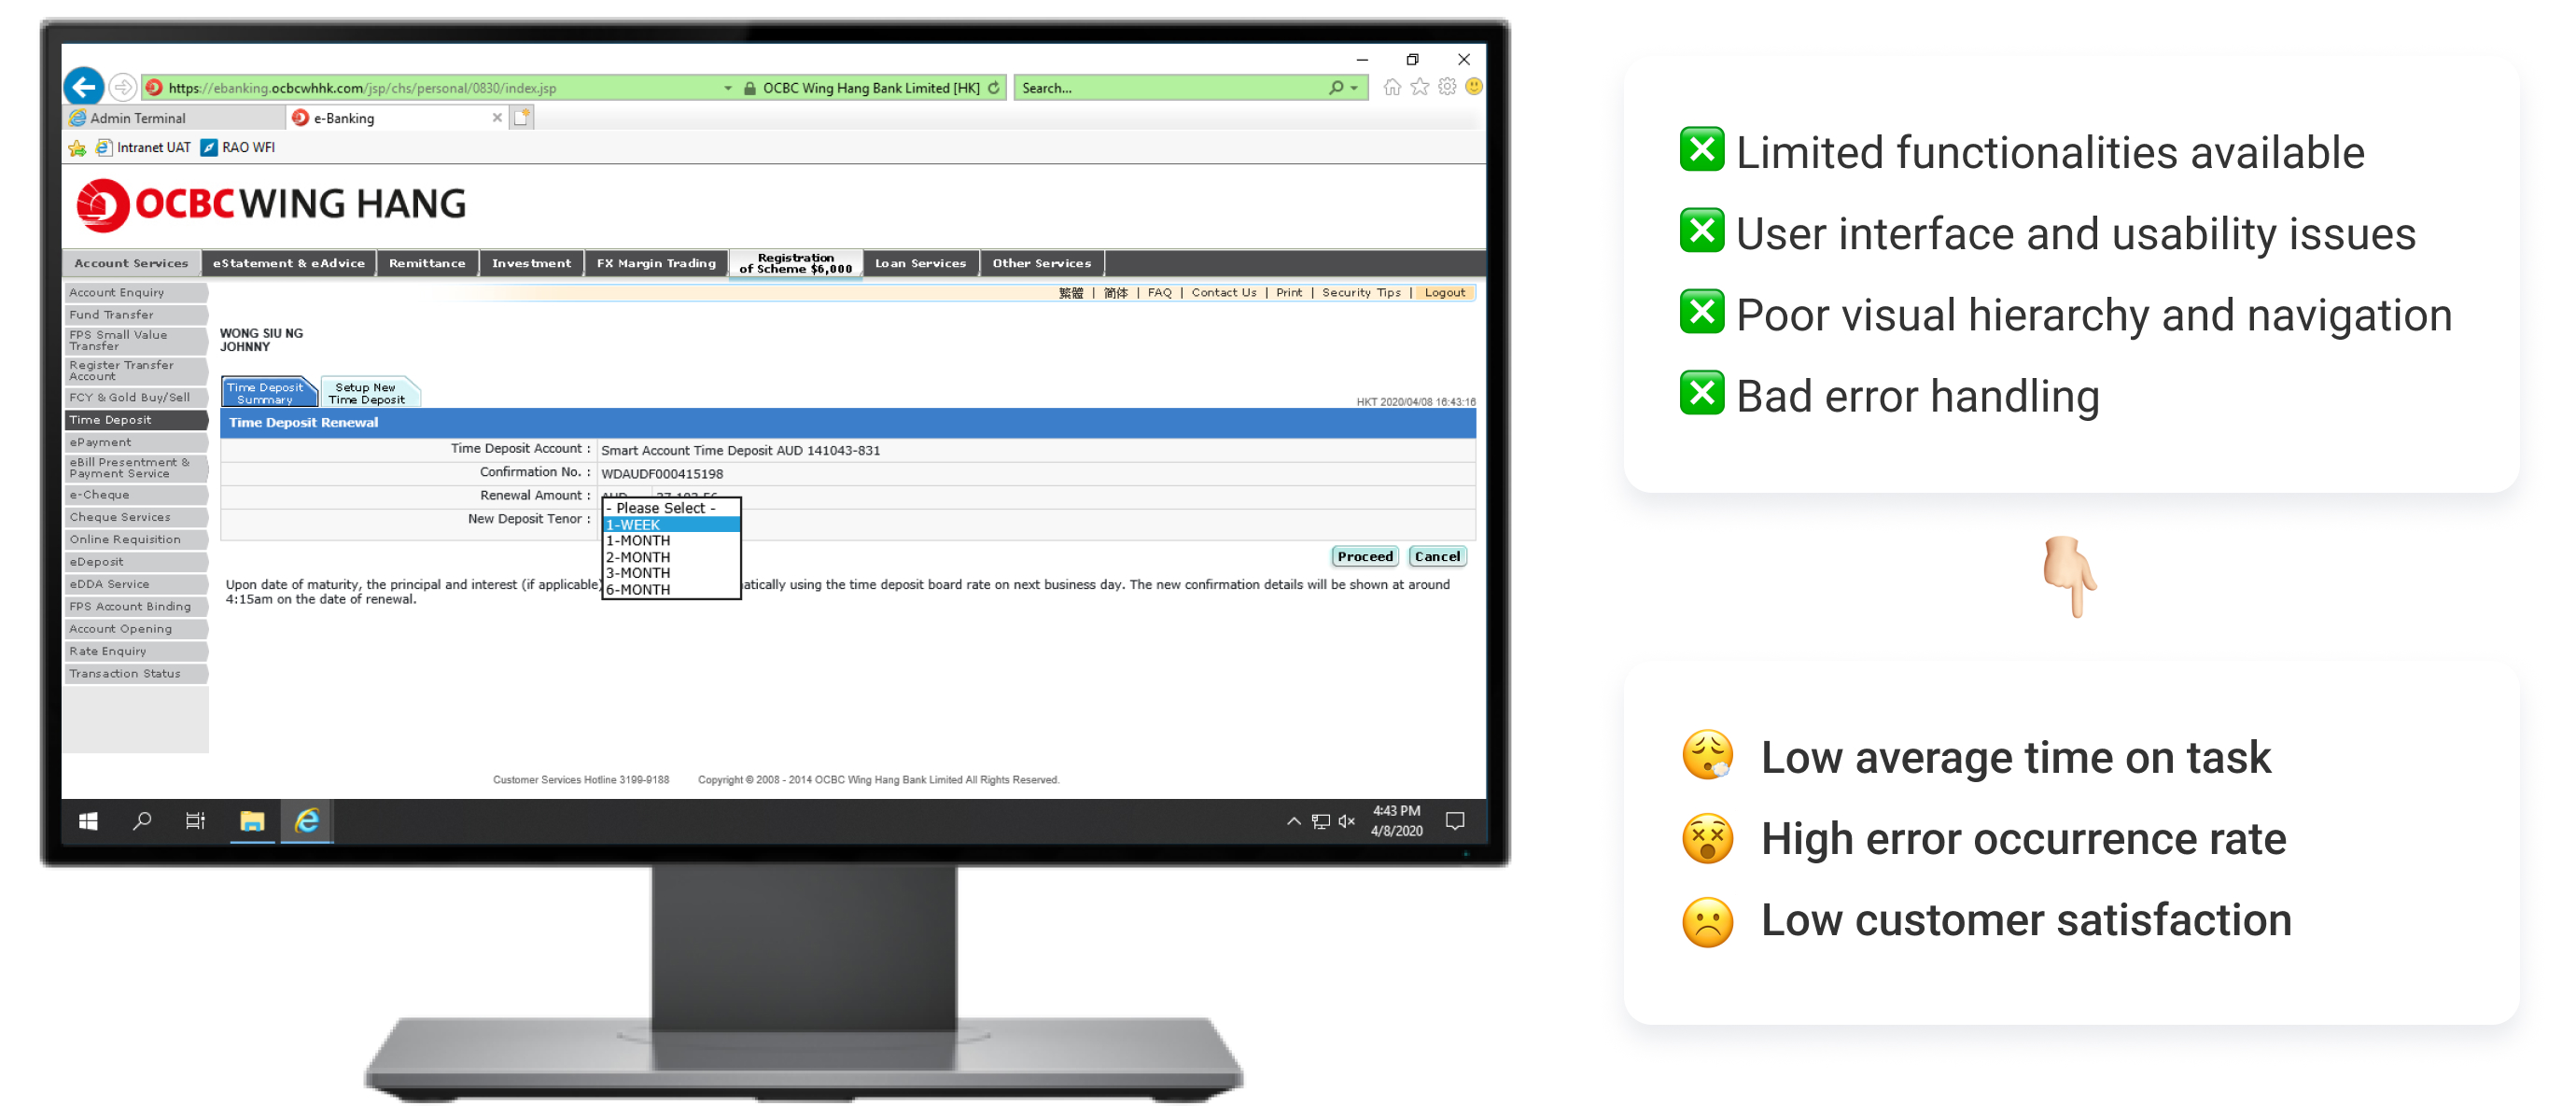 https://ebanking.ocbcwhhk.com/jsp/chs/personal/0830/index.jsp
OCBC Wing Hang Bank Limited [HK]
Search...
Admin Terminal
e-Banking
Intranet UAT
RAO WFI
OCBC WING HANG
Account Services
eStatement & eAdvice
Remittance
Investment
FX Margin Trading
Registration
of Scheme $6,000
Loan Services
Other Services
繁體 | 简体 | FAQ | Contact Us | Print | Security Tips | Logout
Account Enquiry
Fund Transfer
FPS Small Value
Transfer
Register Transfer
Account
FCY & Gold Buy/Sell
Time Deposit
ePayment
eBill Presentment &
Payment Service
e-Cheque
Cheque Services
Online Requisition
eDeposit
eDDA Service
FPS Account Binding
Account Opening
Rate Enquiry
Transaction Status
WONG SIU NG
JOHNNY
Time Deposit
Summary
Setup New
Time Deposit
HKT 2020/04/08 16:43:16
Time Deposit Renewal
Time Deposit Account : Smart Account Time Deposit AUD 141043-831
Confirmation No. : WDAUDF000415198
Renewal Amount :
New Deposit Tenor :
- Please Select -
1-WEEK
1-MONTH
2-MONTH
3-MONTH
6-MONTH
Proceed
Cancel
Upon date of maturity, the principal and interest (if applicable) atically using the time deposit board rate on next business day. The new confirmation details will be shown at around
4:15am on the date of renewal.
Customer Services Hotline 3199-9188
Copyright © 2008 - 2014 OCBC Wing Hang Bank Limited All Rights Reserved.
4:43 PM
4/8/2020
Limited functionalities available
User interface and usability issues
Poor visual hierarchy and navigation
Bad error handling
Low average time on task
High error occurrence rate
Low customer satisfaction